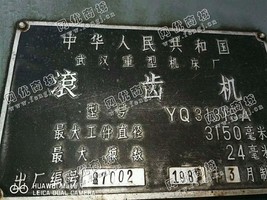 中华人民共和国
武汉重型机床厂
滚齿机
型号 YQ31315A
最大工件直径 3150毫米
最大模数 24毫米
出厂编号 87002 198 年3月制
HUAWEI Mate
LEICA DUAL CAMERA